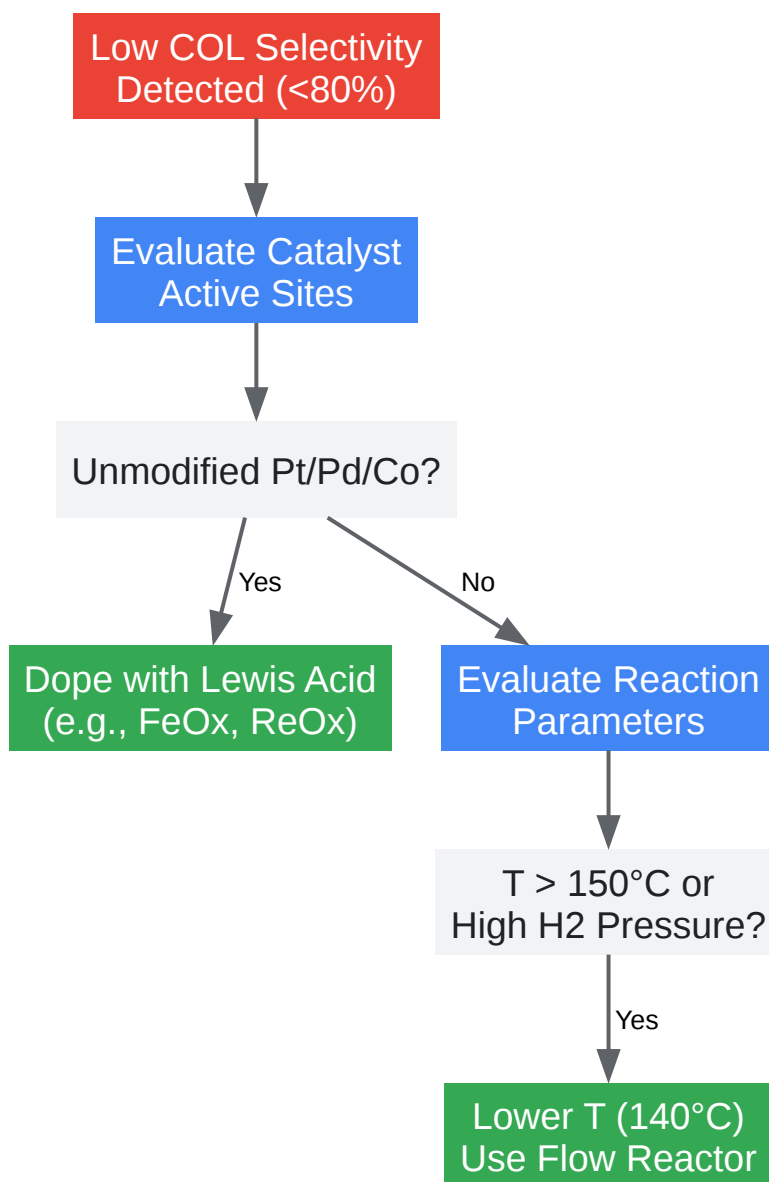 Low COL Selectivity
Detected (<80%)
Evaluate Catalyst
Active Sites
Unmodified Pt/Pd/Co?
Yes
No
Dope with Lewis Acid
(e.g., FeOx, ReOx)
Evaluate Reaction
Parameters
T > 150°C or
High H2 Pressure?
Yes
Lower T (140°C)
Use Flow Reactor